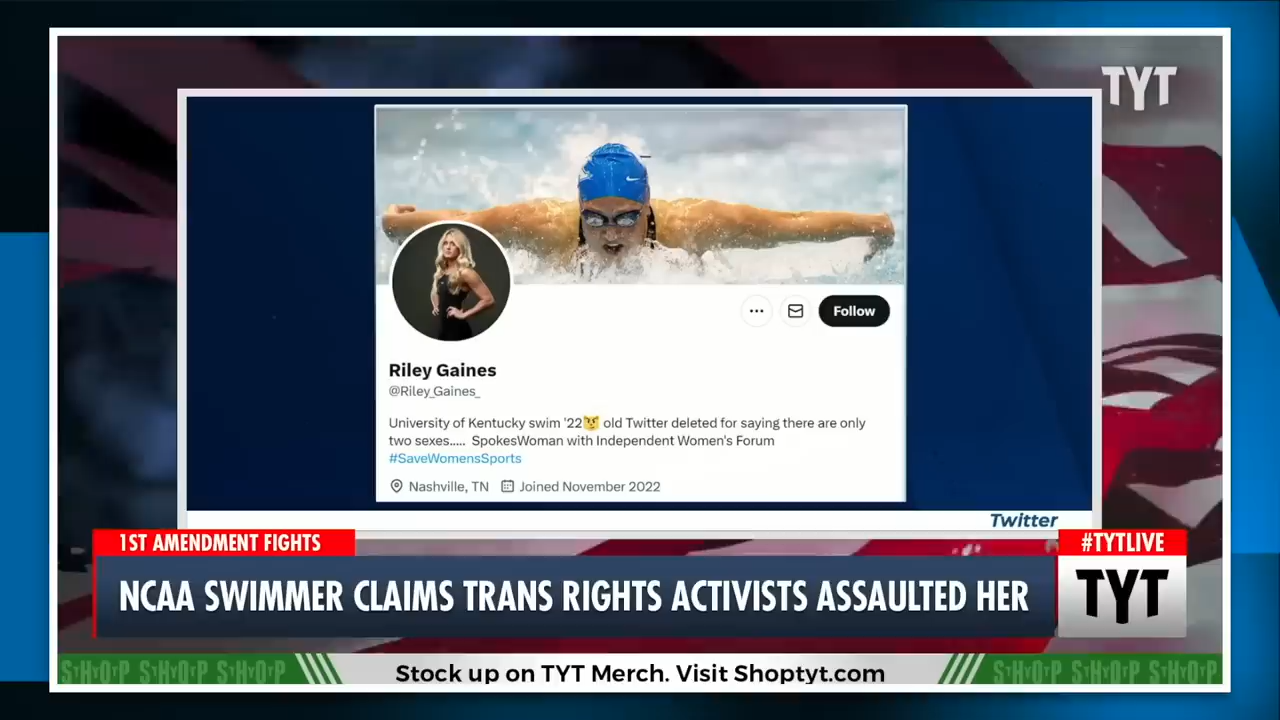 TYT
Follow
Riley Gaines
@Riley_Gaines_
University of Kentucky swim '22😼 old Twitter deleted for saying there are only
two sexes..... SpokesWoman with Independent Women's Forum
#SaveWomensSports
Nashville, TN Joined November 2022
Twitter
1ST AMENDMENT FIGHTS
#TYTLIVE
NCAA SWIMMER CLAIMS TRANS RIGHTS ACTIVISTS ASSAULTED HER
TYT
Stock up on TYT Merch. Visit Shoptyt.com